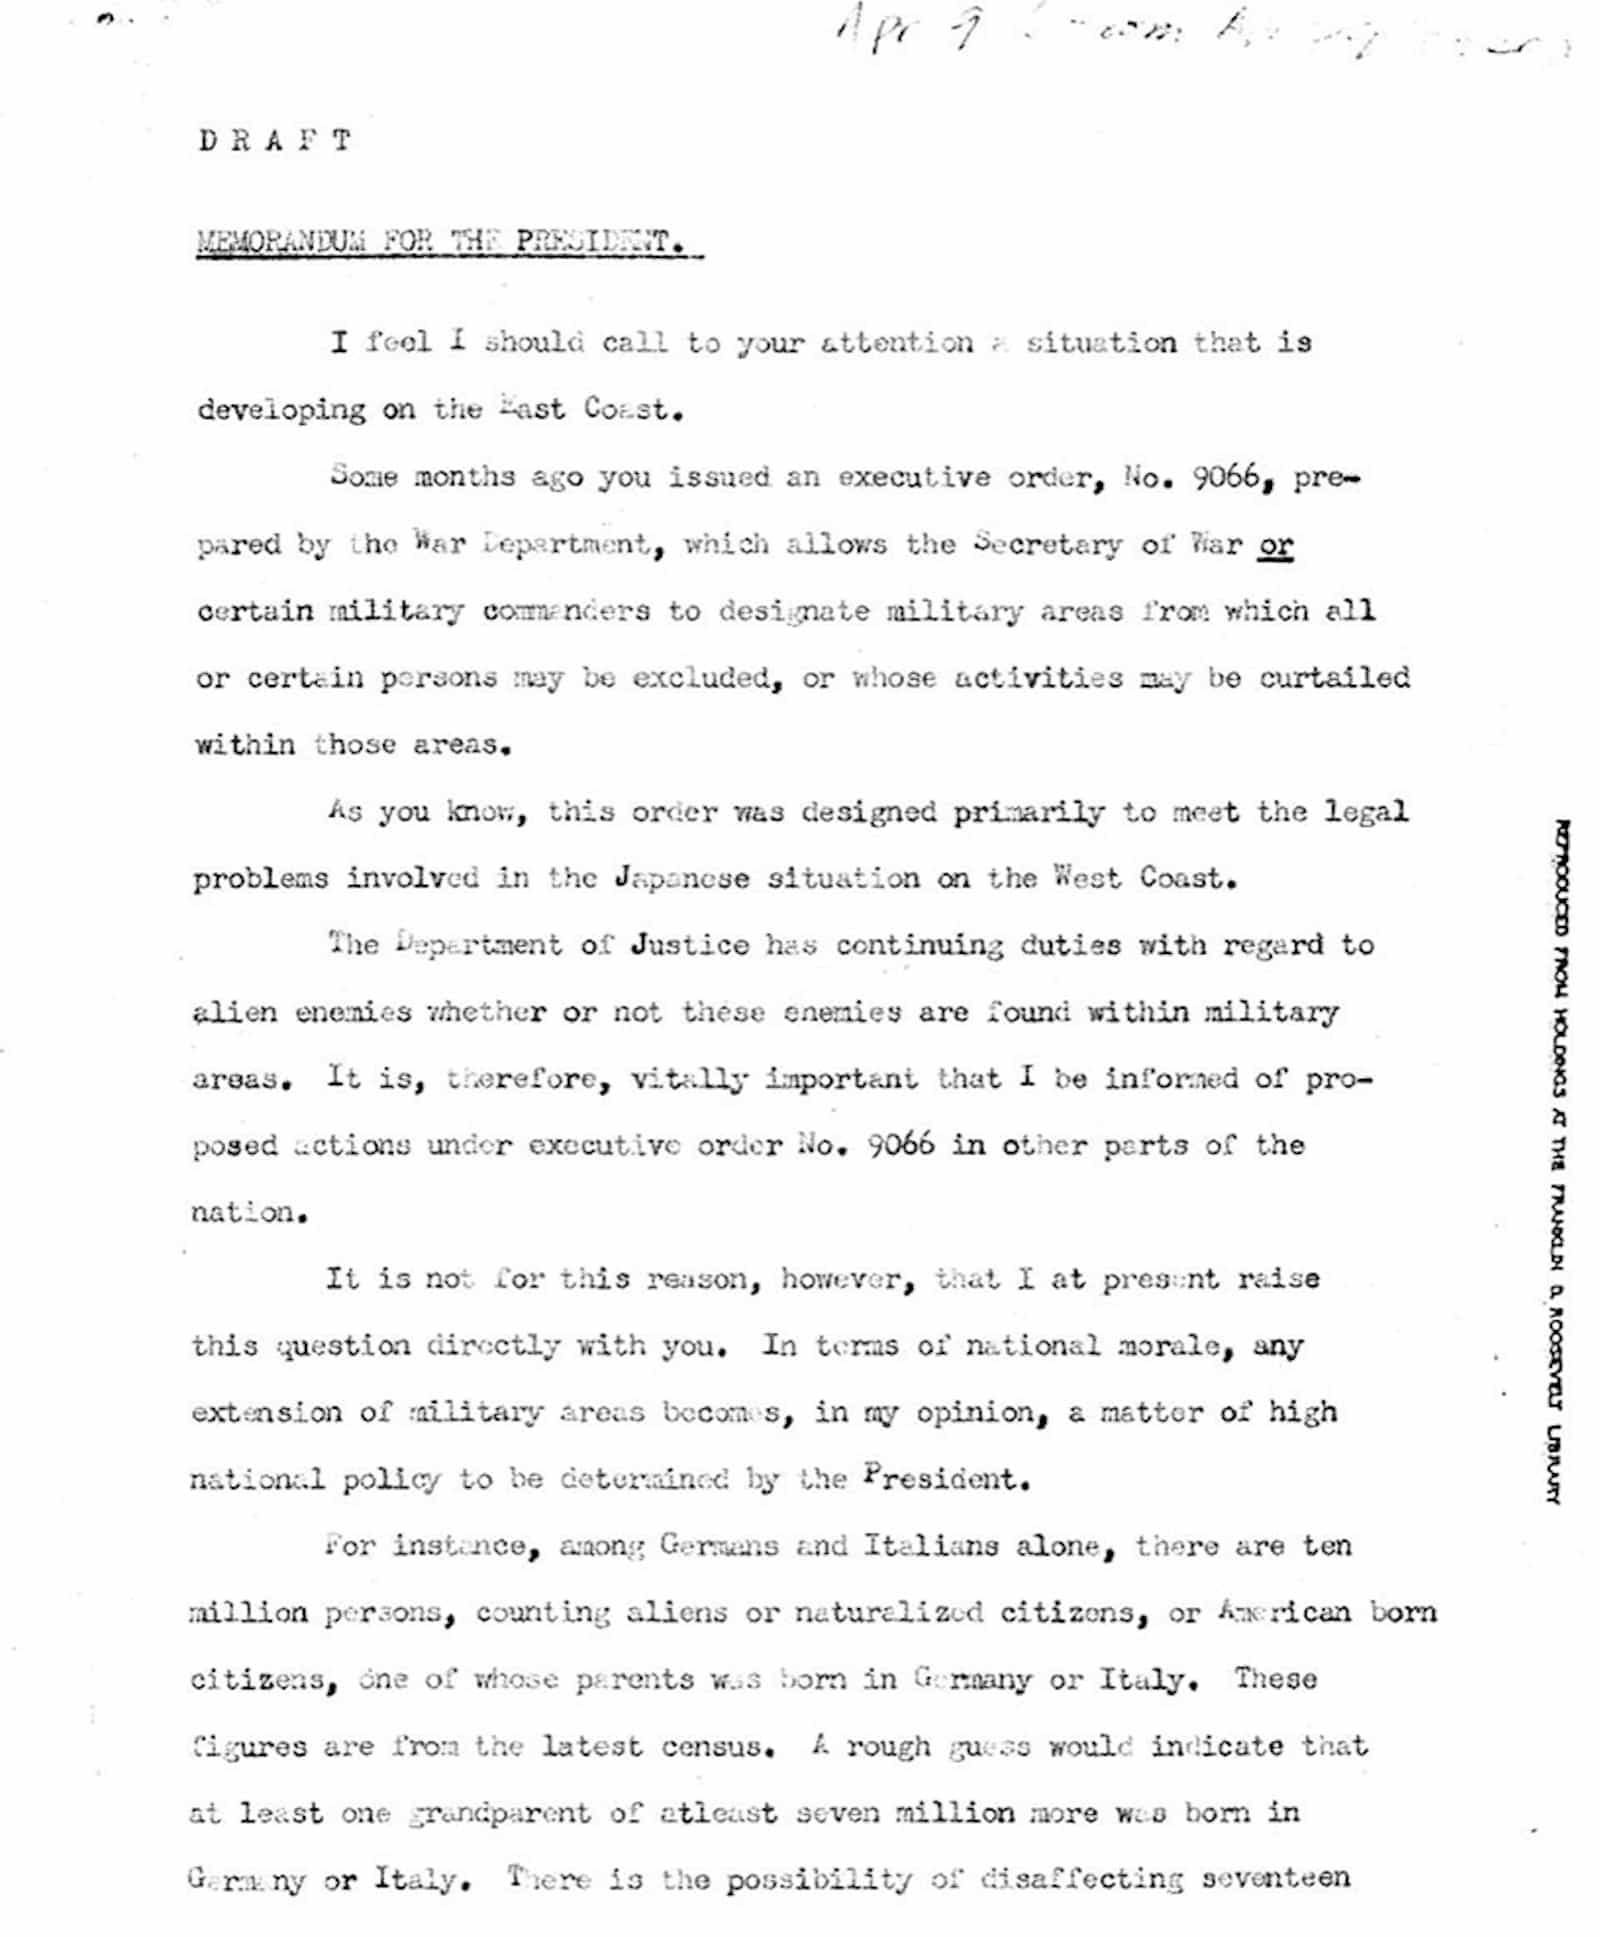 Apr 9
D R A F T
MEMORANDUM FOR THE PRESIDENT.
I feel I should call to your attention a situation that is
developing on the East Coast.
Some months ago you issued an executive order, No. 9066, pre-
pared by the War Department, which allows the Secretary of War or
certain military commanders to designate military areas from which all
or certain persons may be excluded, or whose activities may be curtailed
within those areas.
As you know, this order was designed primarily to meet the legal
problems involved in the Japanese situation on the West Coast.
The Department of Justice has continuing duties with regard to
alien enemies whether or not these enemies are found within military
areas. It is, therefore, vitally important that I be informed of pro-
posed actions under executive order No. 9066 in other parts of the
nation.
It is not for this reason, however, that I at present raise
this question directly with you. In terms of national morale, any
extension of military areas becomes, in my opinion, a matter of high
national policy to be determined by the President.
For instance, among Germans and Italians alone, there are ten
million persons, counting aliens or naturalized citizens, or American born
citizens, one of whose parents was born in Germany or Italy. These
figures are from the latest census. A rough guess would indicate that
at least one grandparent of atleast seven million more was born in
Germany or Italy. There is the possibility of disaffecting seventeen
REPRODUCED FROM HOLDINGS AT THE FRANKLIN D. ROOSEVELT LIBRARY